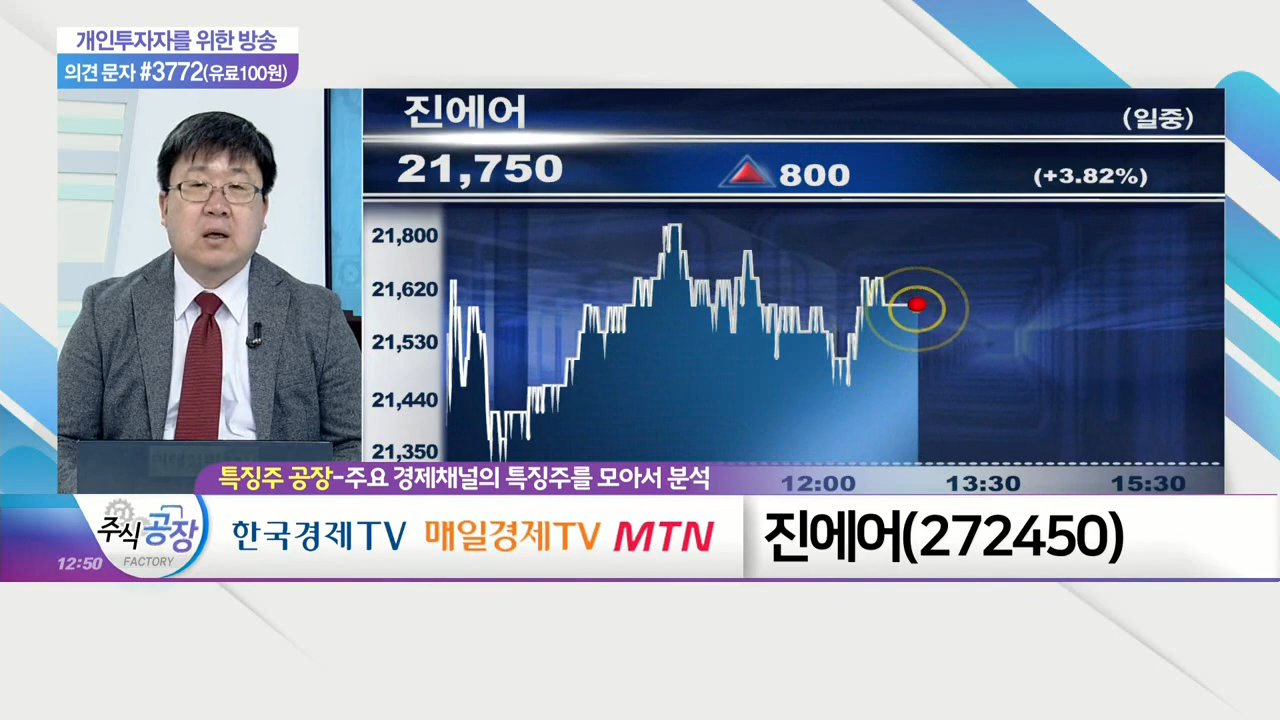 개인투자자를 위한 방송
의견 문자 #3772(유료100원)
진에어
(일중)
21,750
800
(+3.82%)
21,800
21,620
21,530
21,440
21,350
12:00
13:30
15:30
특징주 공장-주요 경제채널의 특징주를 모아서 분석
주식공장
FACTORY
12:50
한국경제TV 매일경제TV MTN
진에어(272450)